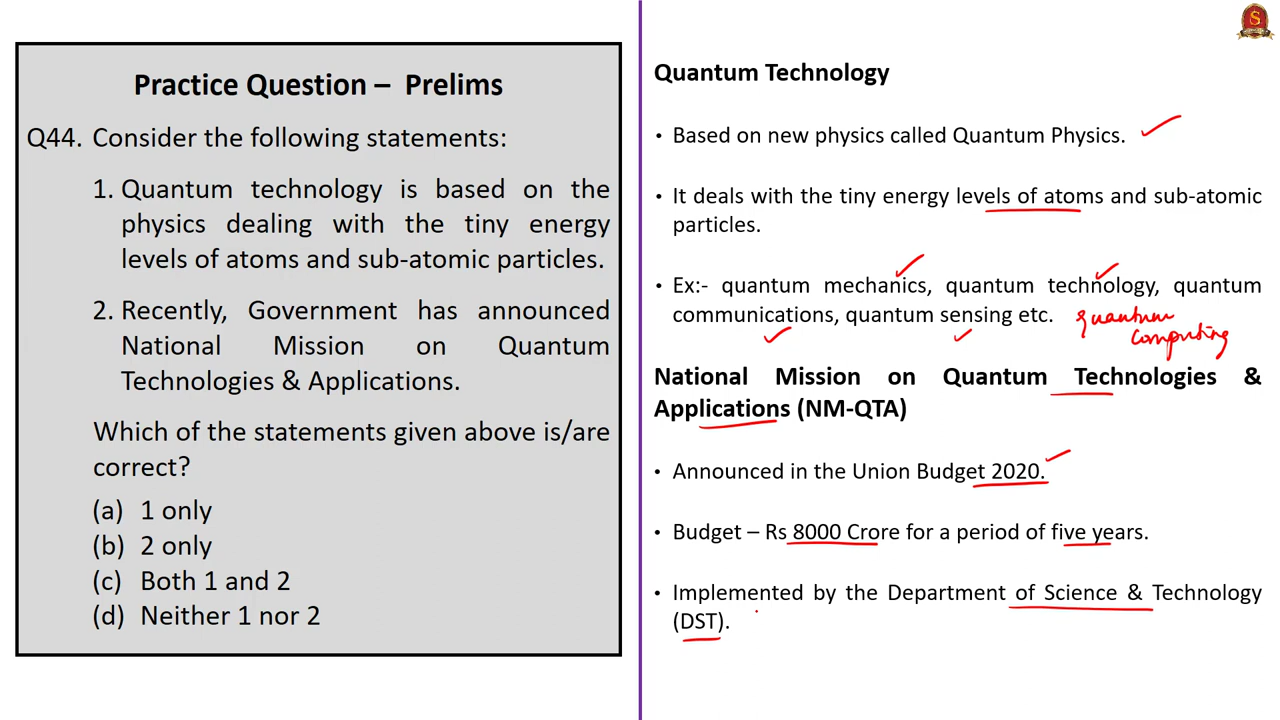 Practice Question – Prelims
Q44. Consider the following statements:
1. Quantum technology is based on the
physics dealing with the tiny energy
levels of atoms and sub-atomic particles.
2. Recently, Government has announced
National Mission on Quantum
Technologies & Applications.
Which of the statements given above is/are
correct?
(a) 1 only
(b) 2 only
(c) Both 1 and 2
(d) Neither 1 nor 2
Quantum Technology
• Based on new physics called Quantum Physics.
• It deals with the tiny energy levels of atoms and sub-atomic
particles.
• Ex:- quantum mechanics, quantum technology, quantum
communications, quantum sensing etc.
quantum
computing
National Mission on Quantum Technologies &
Applications (NM-QTA)
• Announced in the Union Budget 2020.
• Budget – Rs 8000 Crore for a period of five years.
• Implemented by the Department of Science & Technology
(DST).
S